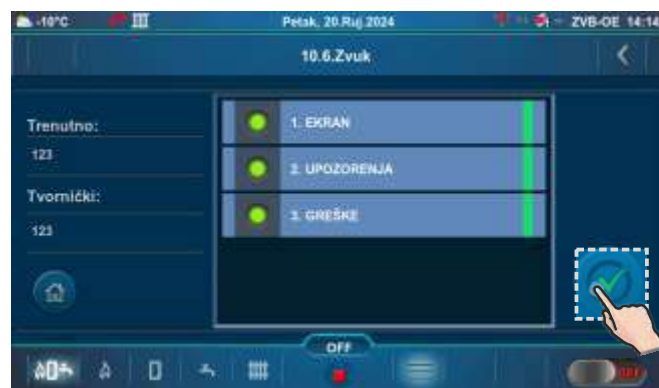 -10°C
Petak, 20.Ruj.2024
ZVB-OE 14:14
10.6.Zvuk
Trenutno:
123
Tvornički:
123
1. EKRAN
2. UPOZORENJA
3. GREŠKE
OFF
OFF